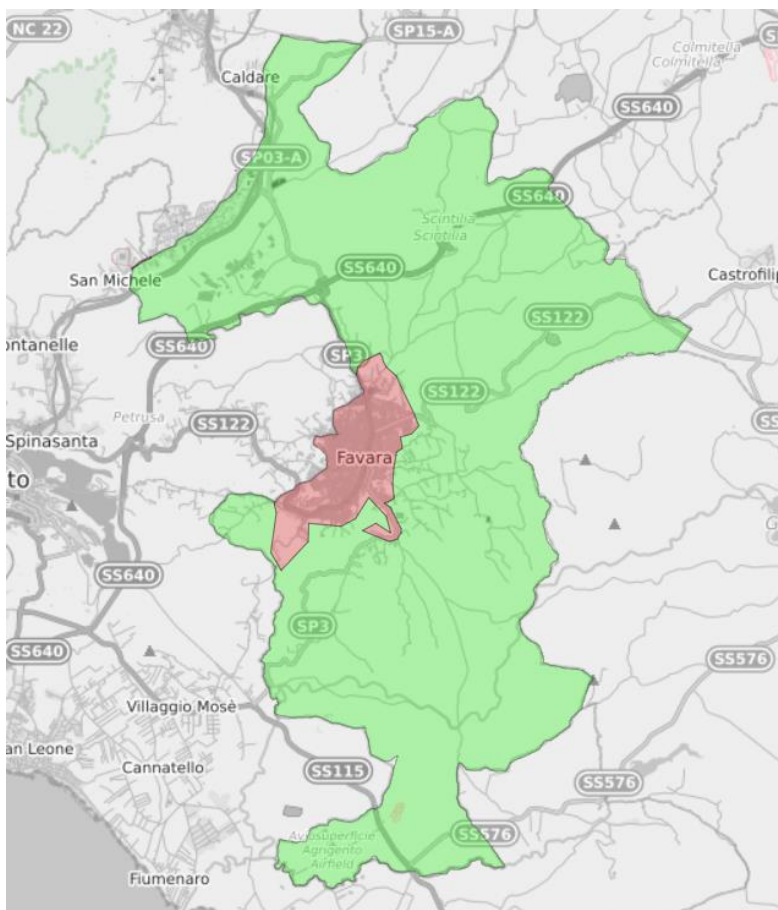 NC 22
SP15-A
Colmitella
Colmitella
Caldare
SS640
SP03-A
SS640
Scintilia
Scintilia
San Michele
SS640
Castrofilip
SS122
ontanelle
SS640
SP3
SS122
Petrusa
SS122
Spinasanta
Favara
to
SS640
SP3
SS640
SS576
Villaggio Mosè
an Leone
Cannatello
SS115
SS576
Aviosuperficie
Agrigento
Airfield
SS576
Fiumenaro